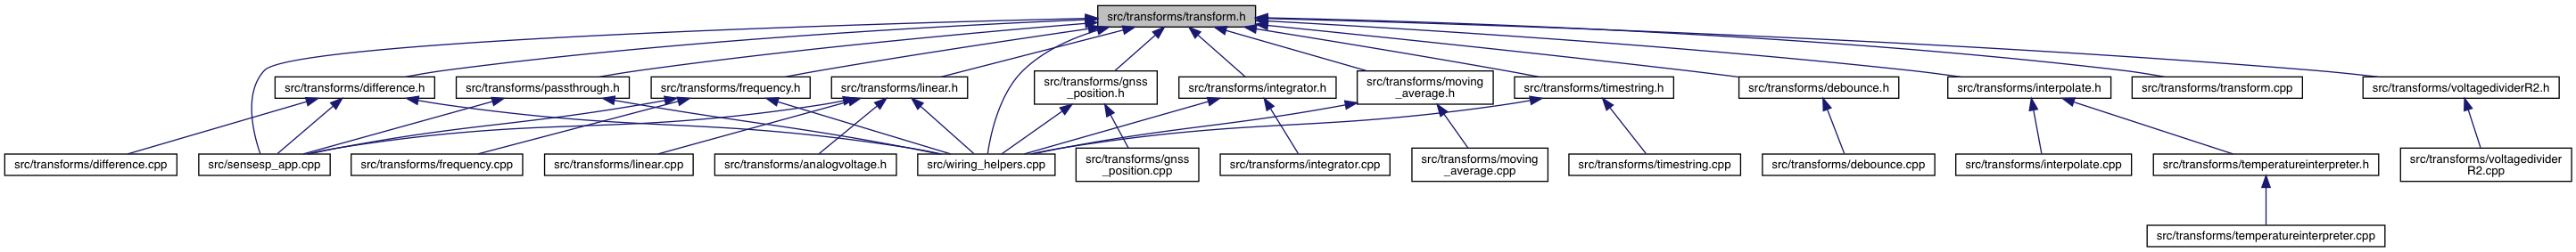 src/transforms/transform.h
src/transforms/difference.h
src/transforms/passthrough.h
src/transforms/frequency.h
src/transforms/linear.h
src/transforms/gnss
_position.h
src/transforms/integrator.h
src/transforms/moving
_average.h
src/transforms/timestring.h
src/transforms/debounce.h
src/transforms/interpolate.h
src/transforms/transform.cpp
src/transforms/voltagedividerR2.h
src/transforms/difference.cpp
src/sensesp_app.cpp
src/transforms/frequency.cpp
src/transforms/linear.cpp
src/transforms/analogvoltage.h
src/wiring_helpers.cpp
src/transforms/gnss
_position.cpp
src/transforms/integrator.cpp
src/transforms/moving
_average.cpp
src/transforms/timestring.cpp
src/transforms/debounce.cpp
src/transforms/interpolate.cpp
src/transforms/temperatureinterpreter.h
src/transforms/voltagedivider
R2.cpp
src/transforms/temperatureinterpreter.cpp